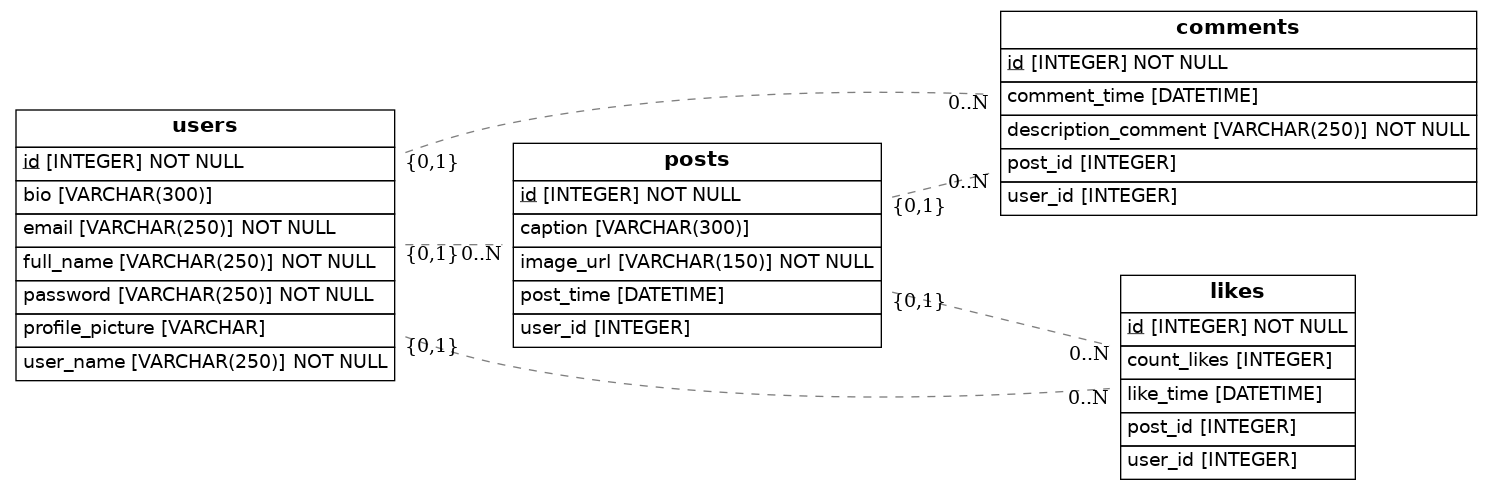 users
id [INTEGER] NOT NULL
bio [VARCHAR(300)]
email [VARCHAR(250)] NOT NULL
full_name [VARCHAR(250)] NOT NULL
password [VARCHAR(250)] NOT NULL
profile_picture [VARCHAR]
user_name [VARCHAR(250)] NOT NULL
{0,1}
0..N
{0,1}
0..N
{0,1}
0..N
posts
id [INTEGER] NOT NULL
caption [VARCHAR(300)]
image_url [VARCHAR(150)] NOT NULL
post_time [DATETIME]
user_id [INTEGER]
{0,1}
0..N
{0,1}
0..N
comments
id [INTEGER] NOT NULL
comment_time [DATETIME]
description_comment [VARCHAR(250)] NOT NULL
post_id [INTEGER]
user_id [INTEGER]
likes
id [INTEGER] NOT NULL
count_likes [INTEGER]
like_time [DATETIME]
post_id [INTEGER]
user_id [INTEGER]